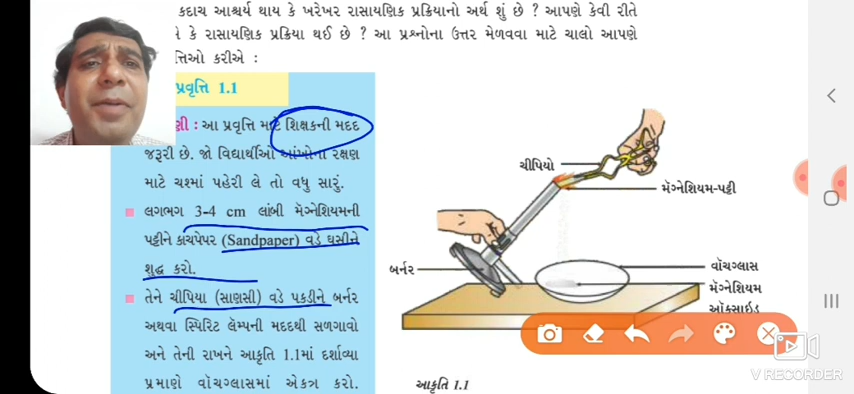 કદાચ આશ્ચર્ય થાય કે ખરેખર રાસાયણિક પ્રક્રિયાનો અર્થ શું છે ? આપણે કેવી રીતે
કે રાસાયણિક પ્રક્રિયા થઈ છે ? આ પ્રશ્નોના ઉત્તર મેળવવા માટે ચાલો આપણે
કરીએ :
પ્રવૃત્તિ 1.1
આ પ્રવૃત્તિ માટે શિક્ષકની મદદ
જરૂરી છે. જો વિદ્યાર્થીઓ આંખોના રક્ષણ
માટે ચશ્માં પહેરી લે તો વધુ સારું.
લગભગ 3-4 cm લાંબી મૅગ્નેશિયમની
પટ્ટીને કાચપેપર (Sandpaper) વડે ઘસીને
શુદ્ધ કરો.
તેને ચીપિયા (સાણસી) વડે પકડીને બર્નર
અથવા સ્પિરિટ લૅમ્પની મદદથી સળગાવો
અને તેની રાખને આકૃતિ 1.1માં દર્શાવ્યા
પ્રમાણે વૉચગ્લાસમાં એકત્ર કરો.
ચીપિયો
મૅગ્નેશિયમ-પટ્ટી
બર્નર
વૉચગ્લાસ
મૅગ્નેશિયમ
ઑક્સાઇડ
આકૃતિ 1.1
V RECORDER